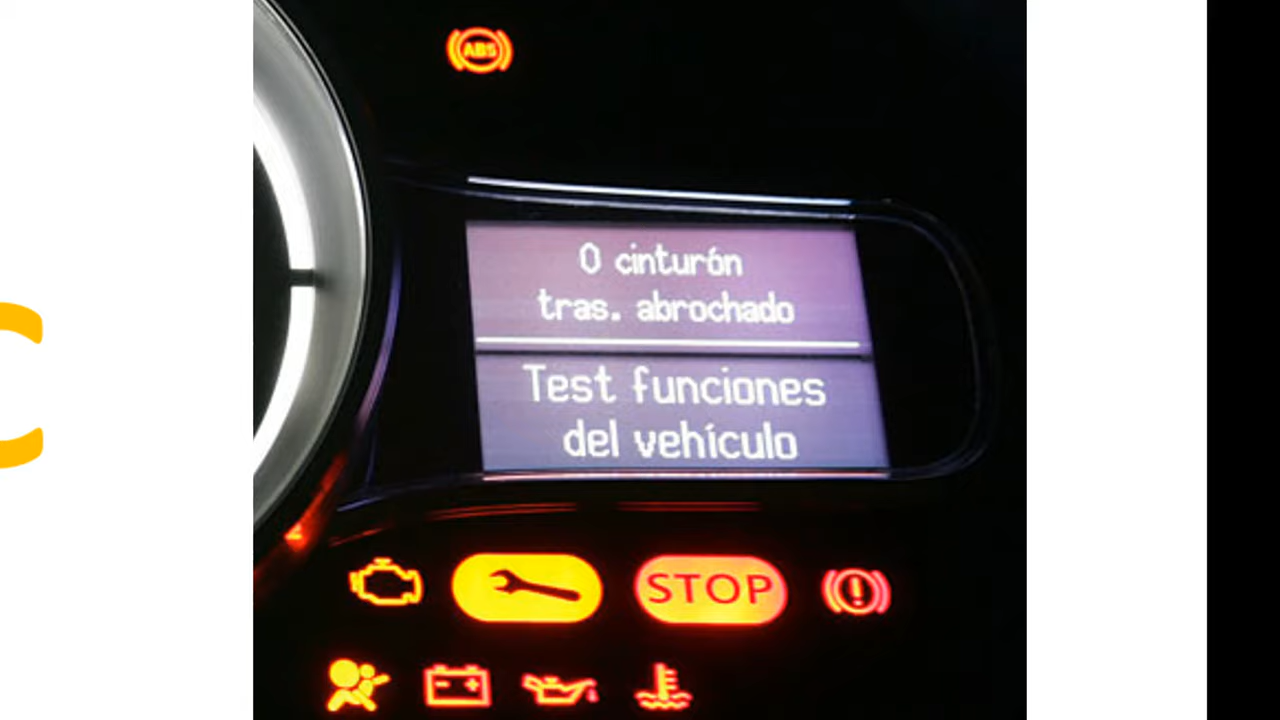 ABS
0 cinturón
tras. abrochado
Test funciones
del vehículo
STOP